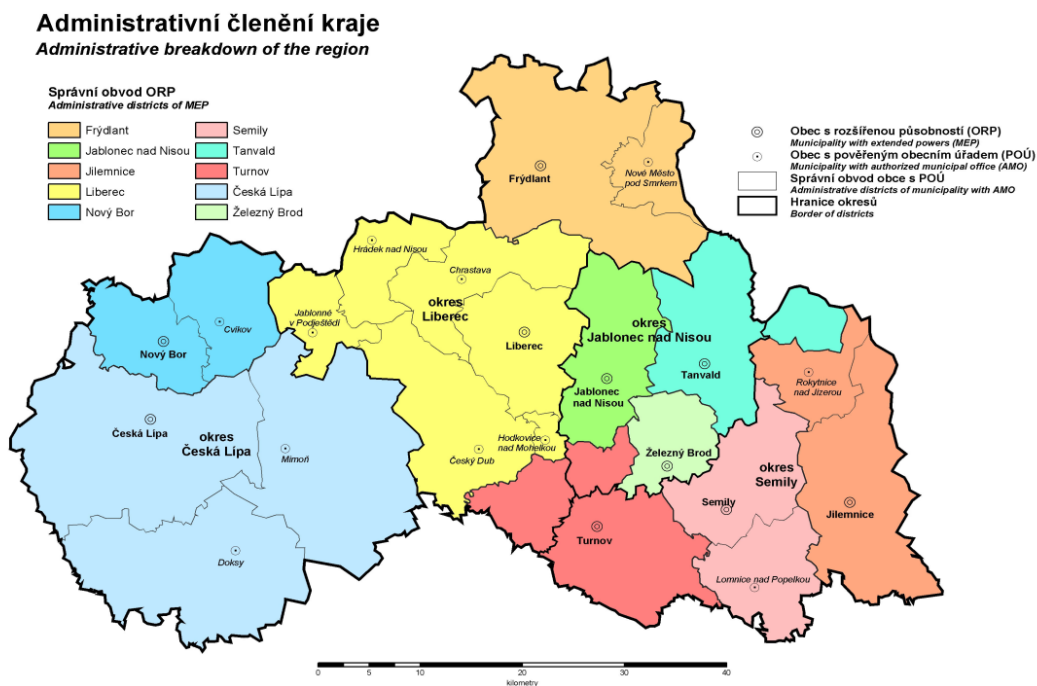 Administrativní členění kraje
Administrative breakdown of the region
Správní obvod ORP
Administrative districts of MEP
Frýdlant
Jablonec nad Nisou
Jilemnice
Liberec
Nový Bor
Semily
Tanvald
Turnov
Česká Lípa
Železný Brod
Obec s rozšířenou působností (ORP)
Municipality with extended powers (MEP)
Obec s pověřeným obecním úřadem (POÚ)
Municipality with authorized municipal office (AMO)
Správní obvod obce s POÚ
Administrative districts of municipality with AMO
Hranice okresů
Border of districts
Frýdlant
Nové Město
pod Smrkem
Hrádek nad Nisou
Chrastava
okres
Liberec
Jablonné
v Podještědí
Cvikov
Nový Bor
Liberec
okres
Jablonec nad Nisou
Tanvald
Jablonec
nad Nisou
Rokytnice
nad Jizerou
Česká Lípa
okres
Česká Lípa
Mimoň
Hodkovice
nad Mohelkou
Český Dub
Železný Brod
okres
Semily
Semily
Jilemnice
Turnov
Doksy
Lomnice nad Popelkou
0 5 10 20 30 40
kilometry